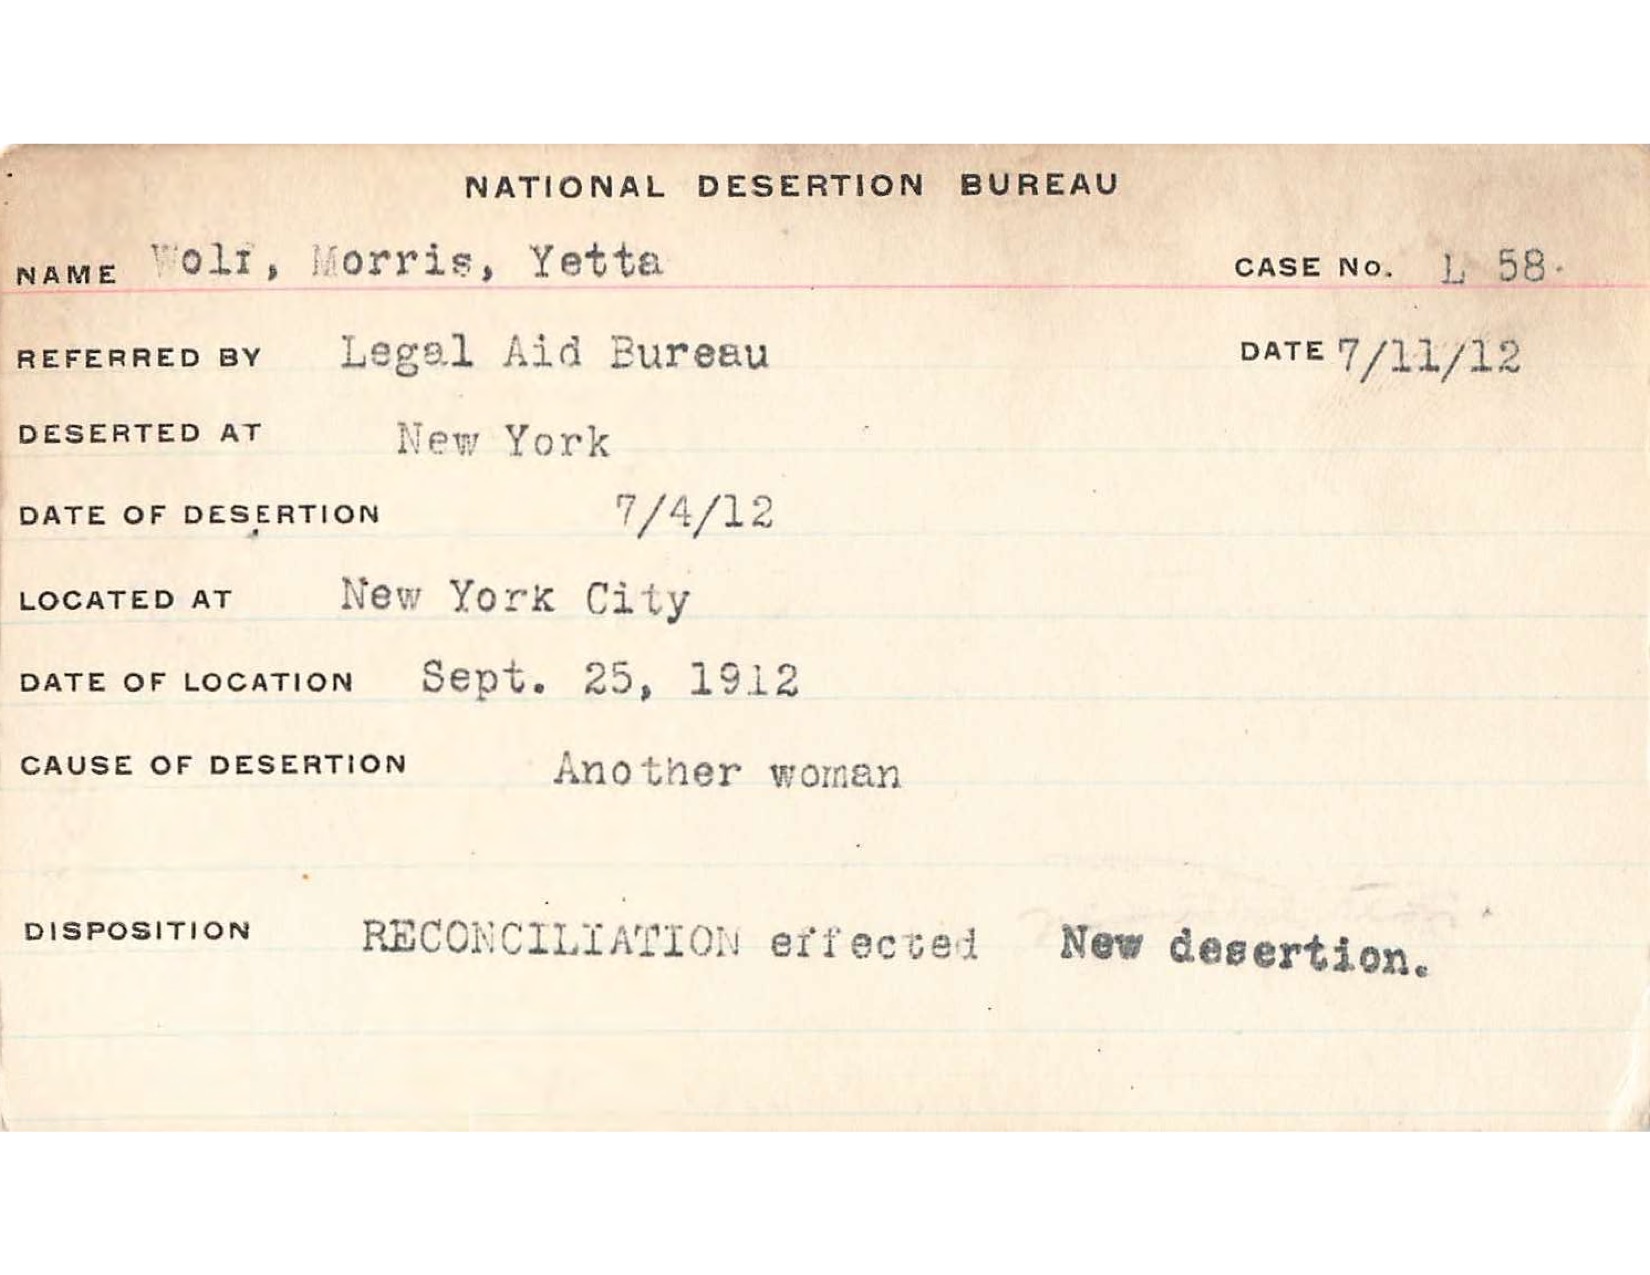 NATIONAL DESERTION BUREAU
NAME Wolf, Morris, Yetta CASE No. L 58.
REFERRED BY Legal Aid Bureau DATE 7/11/12
DESERTED AT New York
DATE OF DESERTION 7/4/12
LOCATED AT New York City
DATE OF LOCATION Sept. 25, 1912
CAUSE OF DESERTION Another woman
DISPOSITION RECONCILIATION effected New desertion.